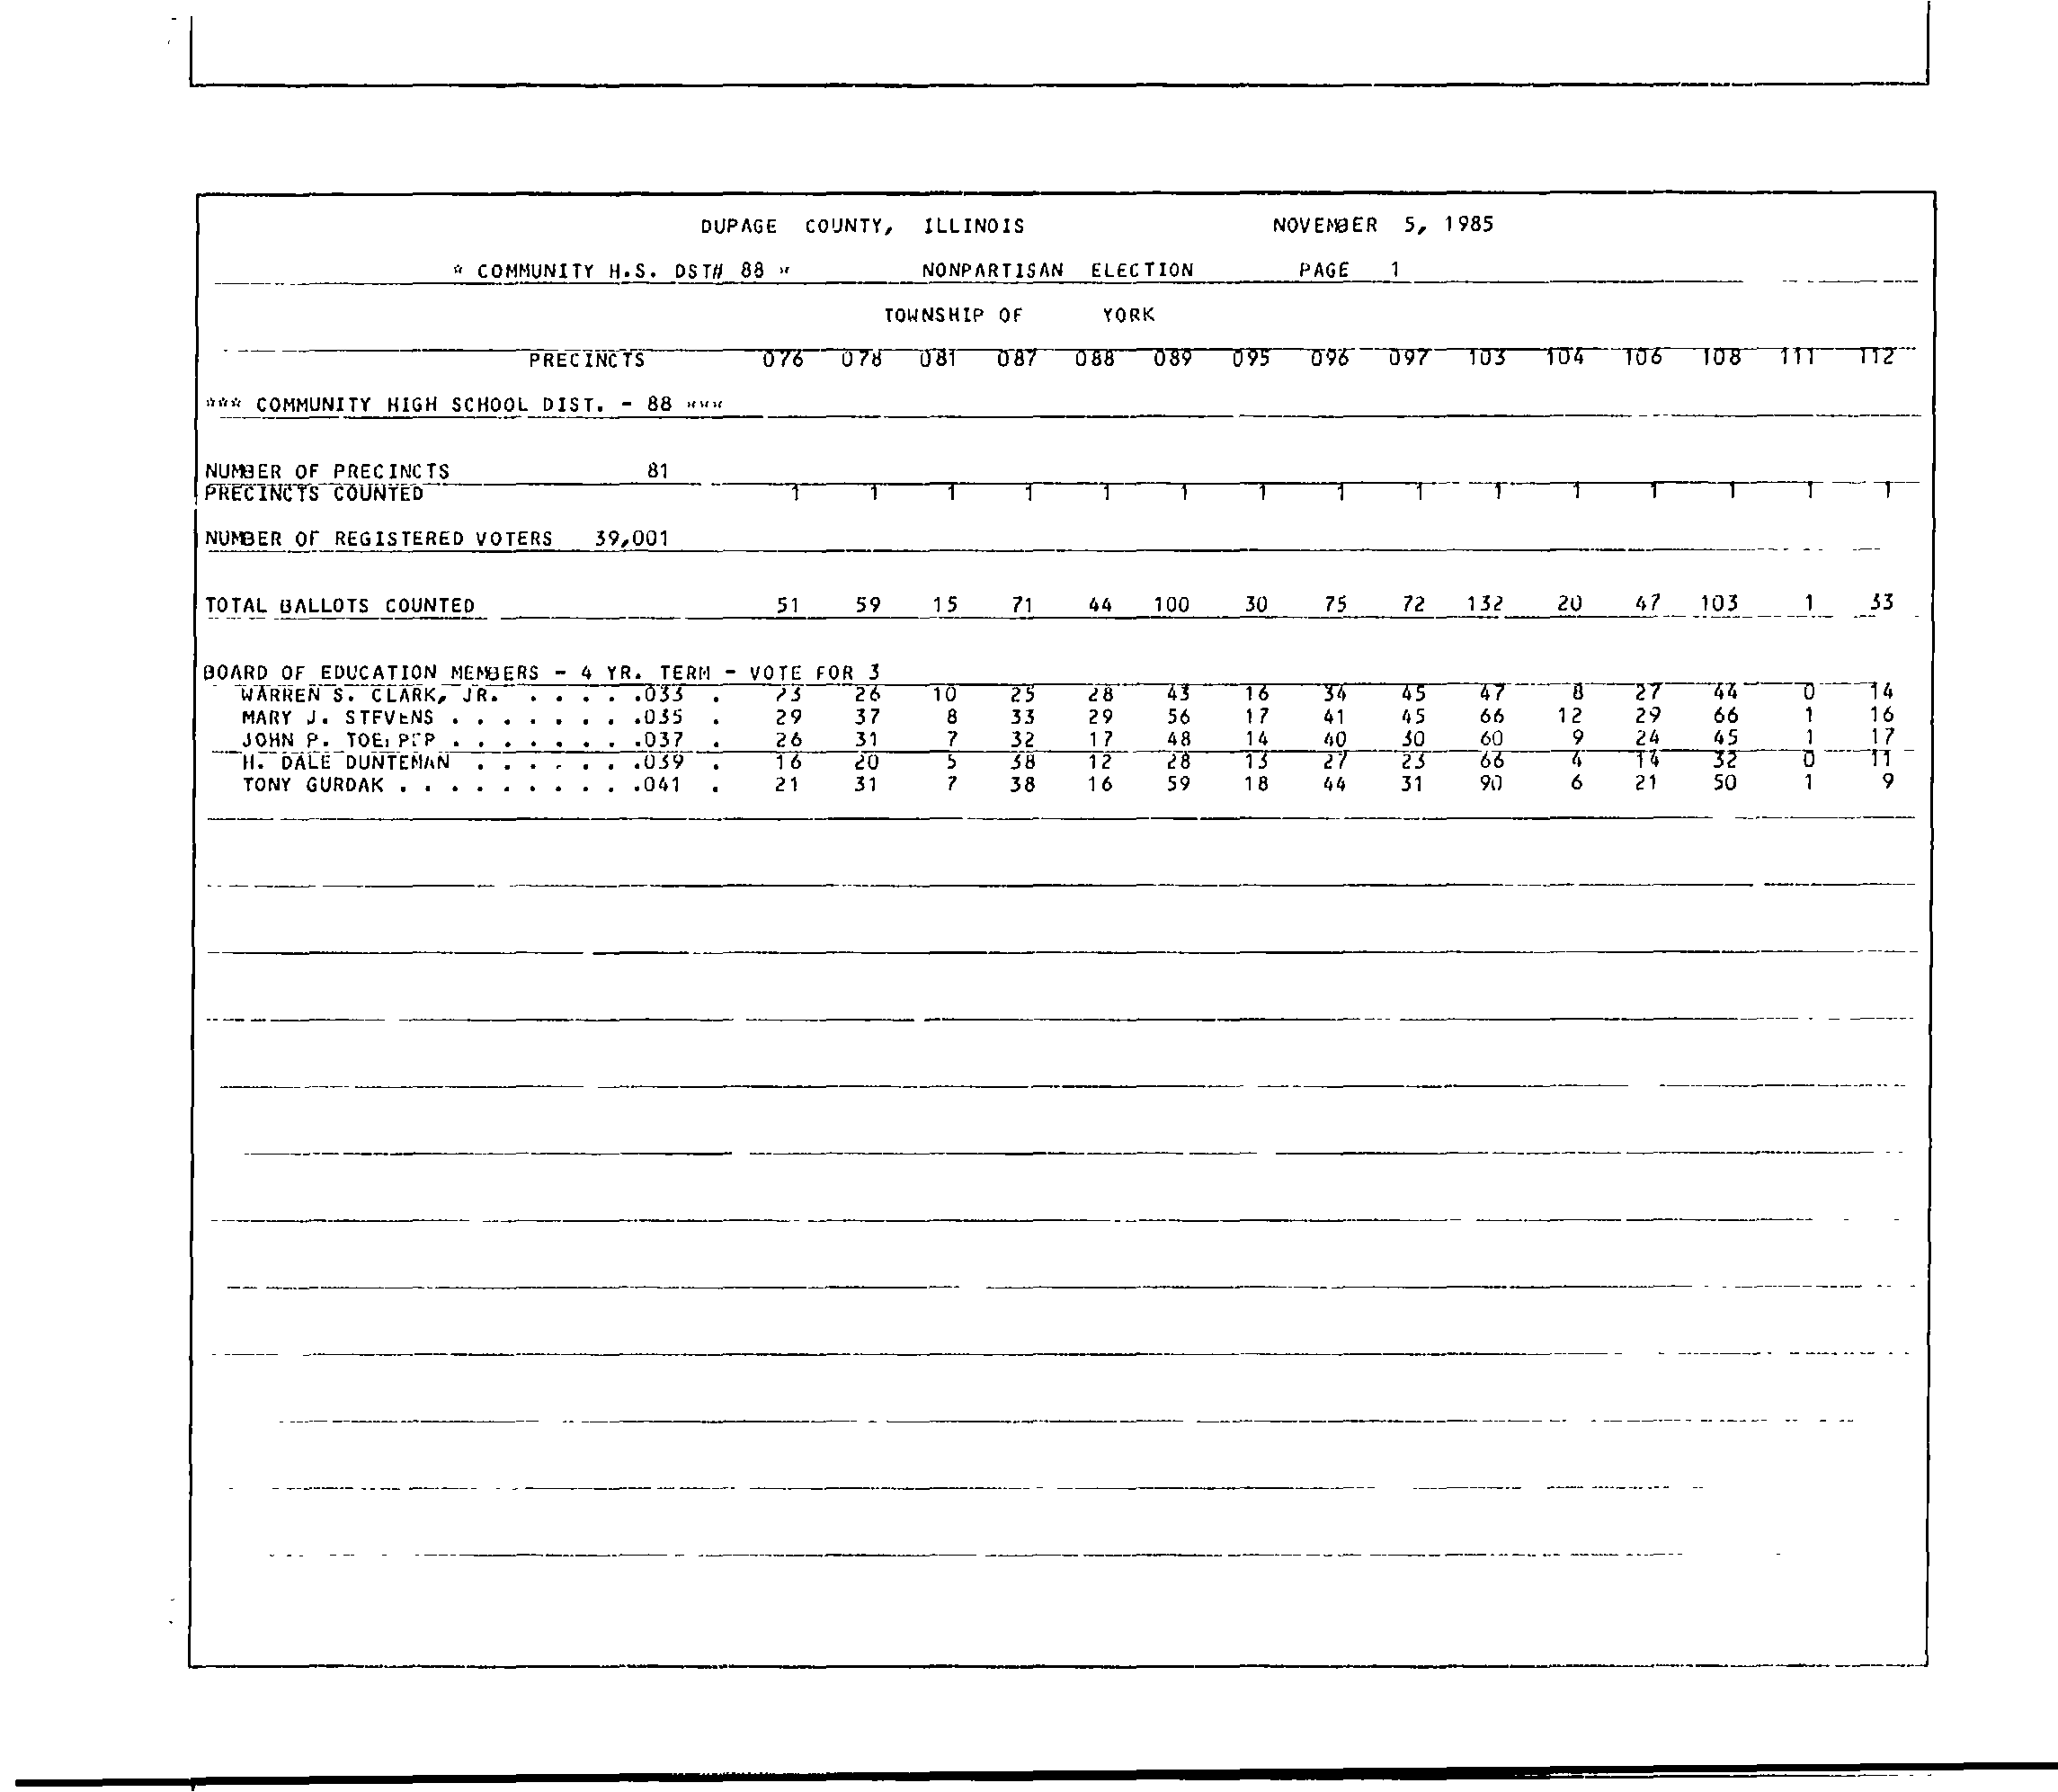 DUPAGE COUNTY, ILLINOIS NOVEMBER 5, 1985
* COMMUNITY H.S. DST# 88 * NONPARTISAN ELECTION PAGE 1
TOWNSHIP OF YORK
PRECINCTS 076 078 081 087 088 089 095 096 097 103 104 106 108 111 112
*** COMMUNITY HIGH SCHOOL DIST. - 88 ***
NUMBER OF PRECINCTS 81
PRECINCTS COUNTED 1 1 1 1 1 1 1 1 1 1 1 1 1 1 1
NUMBER OF REGISTERED VOTERS 39,001
TOTAL BALLOTS COUNTED 51 59 15 71 44 100 30 75 72 132 20 47 103 1 33
BOARD OF EDUCATION MEMBERS - 4 YR. TERM - VOTE FOR 3
WARREN S. CLARK, JR. . . . . .033 . 23 26 10 25 28 43 16 34 45 47 8 27 44 0 14
MARY J. STEVENS . . . . . . . .035 . 29 37 8 33 29 56 17 41 45 66 12 29 66 1 16
JOHN P. . . . . . . . .037 . 26 31 7 32 17 48 14 40 30 60 9 24 45 1 17
H. DALE DUNTEMAN . . . . . . .039 . 16 20 5 38 12 28 13 27 23 66 4 14 32 0 11
TONY GURDAK . . . . . . . . . .041 . 21 31 7 38 16 59 18 44 31 90 6 21 50 1 9